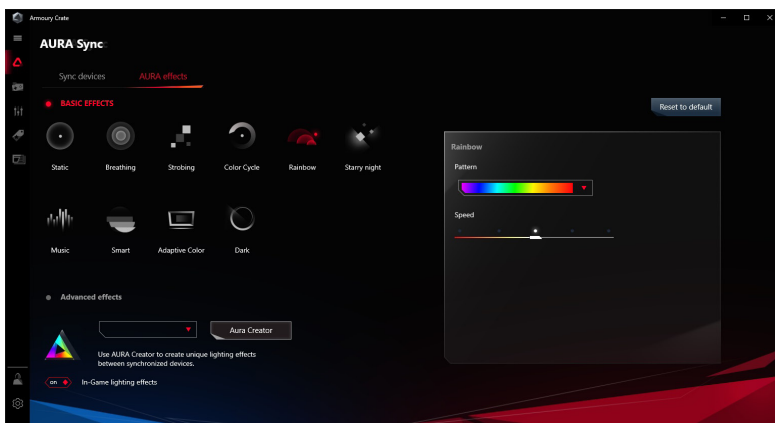 Armoury Crate
AURA Sync
Sync devices
AURA effects
BASIC EFFECTS
Reset to default
Static
Breathing
Strobing
Color Cycle
Rainbow
Starry night
Music
Smart
Adaptive Color
Dark
Rainbow
Pattern
Speed
Advanced effects
Aura Creator
Use AURA Creator to create unique lighting effects
between synchronized devices.
on
In-Game lighting effects